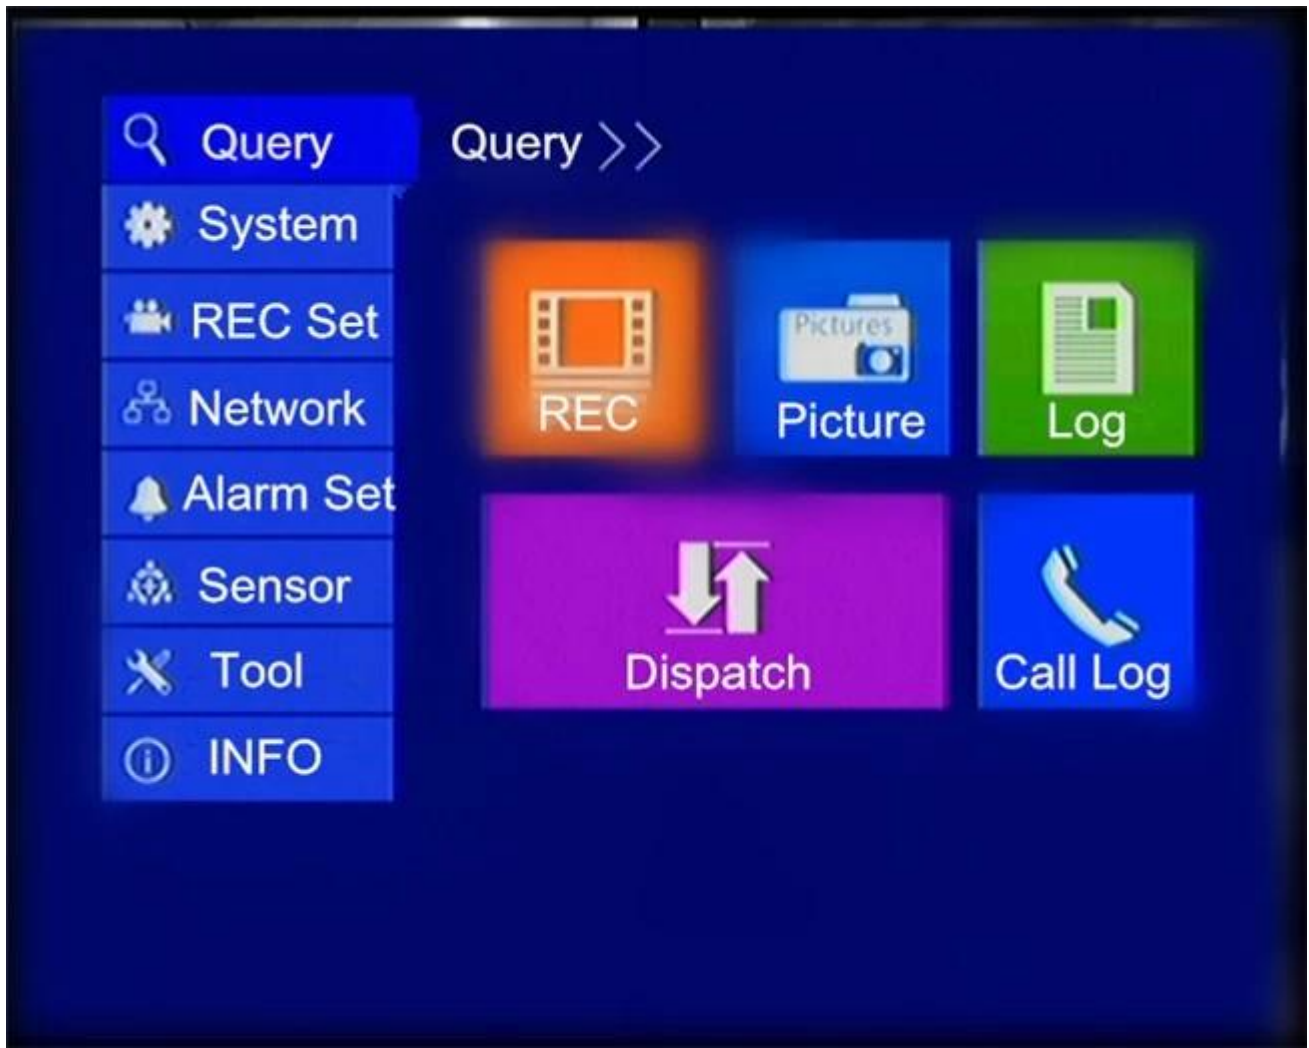 Query
System
REC Set
Network
Alarm Set
Sensor
Tool
INFO
Query >>
REC
Pictures
Picture
Log
Dispatch
Call Log